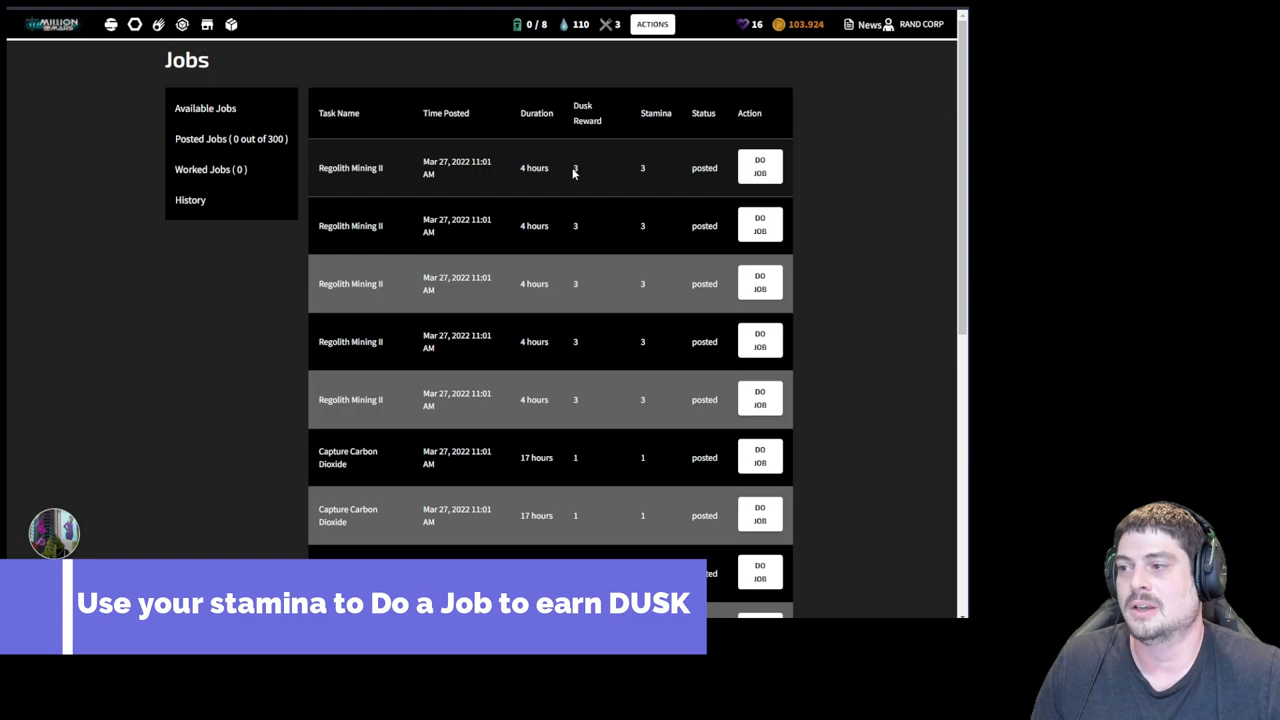 MILLION
MARS
0 / 8
110
3
ACTIONS
16
103.924
News
RAND CORP
Jobs
Available Jobs
Posted Jobs ( 0 out of 300 )
Worked Jobs ( 0 )
History
Task Name Time Posted Duration Dusk Reward Stamina Status Action
Regolith Mining II Mar 27, 2022 11:01 AM 4 hours 3 3 posted DO JOB
Regolith Mining II Mar 27, 2022 11:01 AM 4 hours 3 3 posted DO JOB
Regolith Mining II Mar 27, 2022 11:01 AM 4 hours 3 3 posted DO JOB
Regolith Mining II Mar 27, 2022 11:01 AM 4 hours 3 3 posted DO JOB
Regolith Mining II Mar 27, 2022 11:01 AM 4 hours 3 3 posted DO JOB
Capture Carbon Dioxide Mar 27, 2022 11:01 AM 17 hours 1 1 posted DO JOB
Capture Carbon Dioxide Mar 27, 2022 11:01 AM 17 hours 1 1 posted DO JOB
ted DO JOB
Use your stamina to Do a Job to earn DUSK